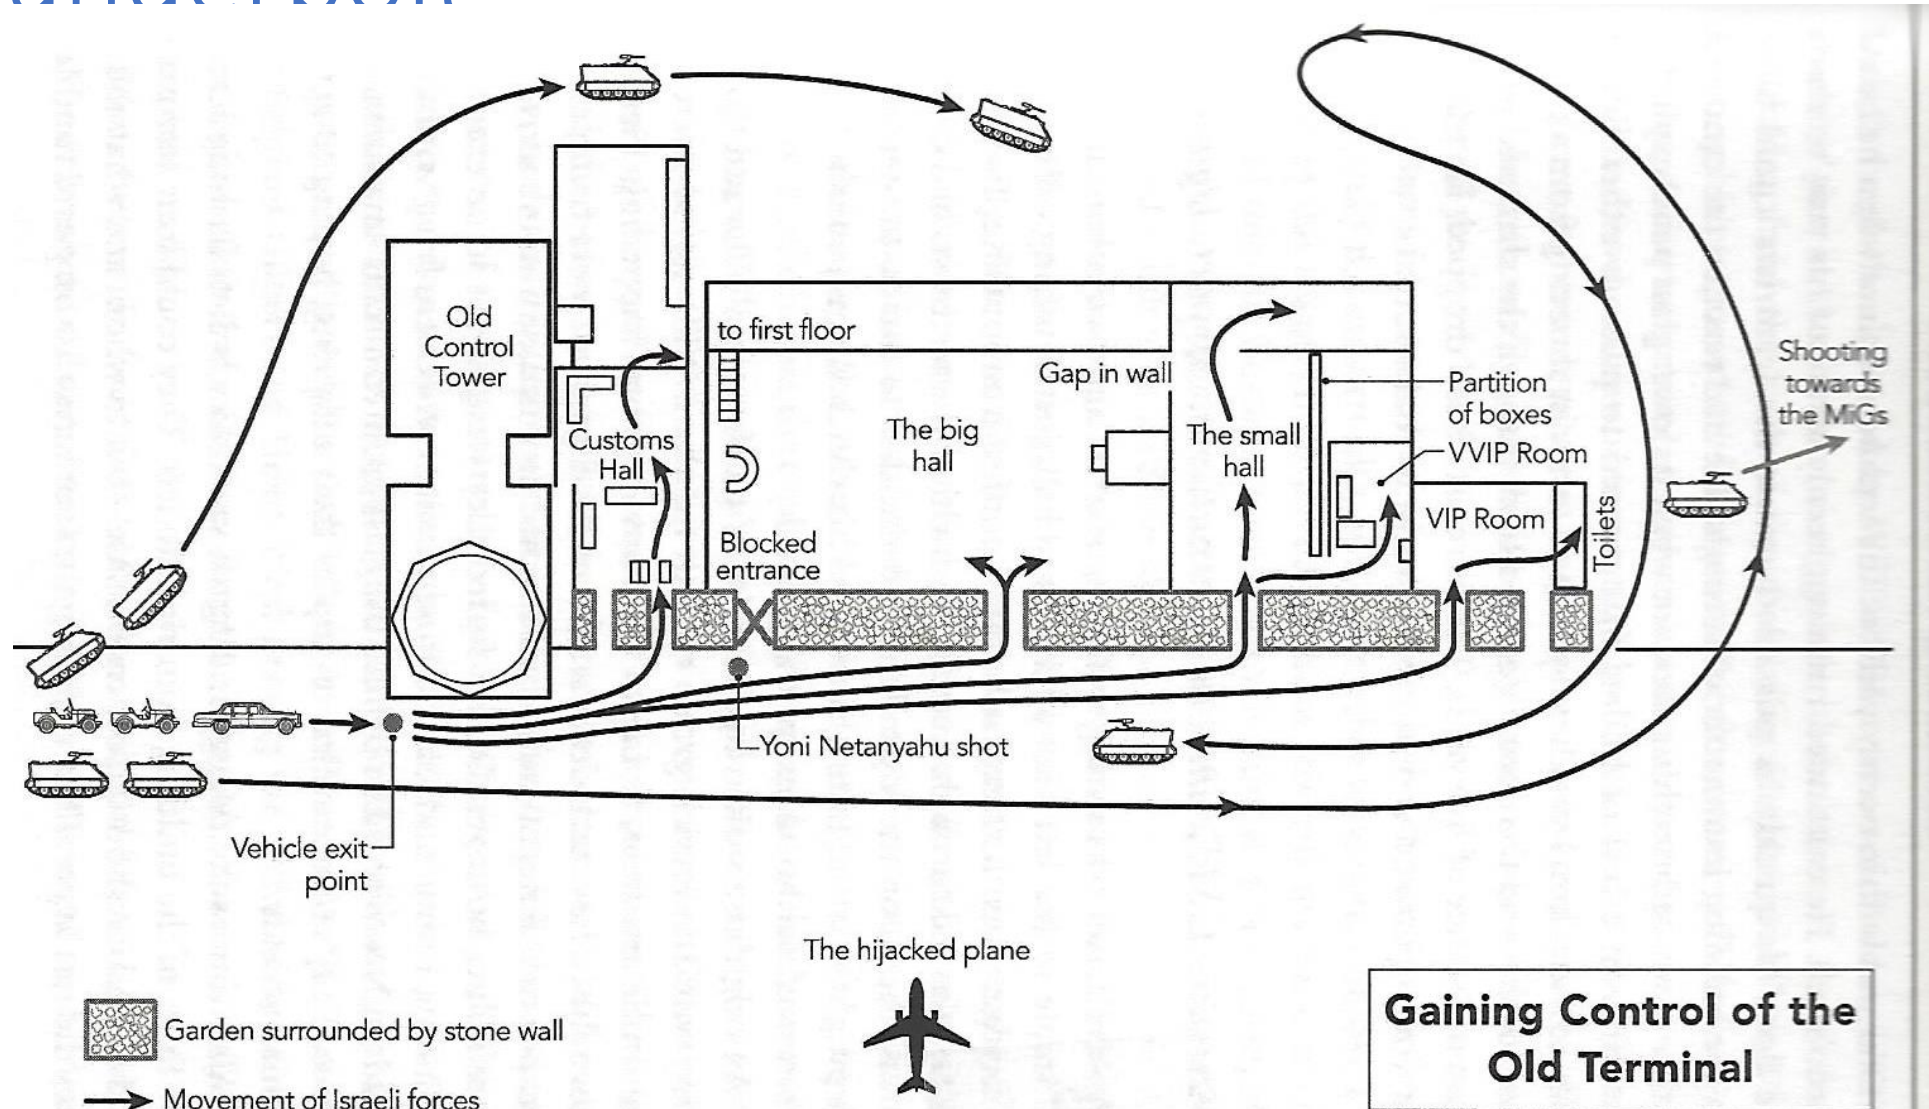 Old
Control
Tower
to first floor
Customs
Hall
The big
hall
Gap in wall
The small
hall
Partition
of boxes
VVIP Room
VIP Room
Toilets
Shooting
towards
the MiGs
Blocked
entrance
Yoni Netanyahu shot
Vehicle exit
point
The hijacked plane
Garden surrounded by stone wall
Movement of Israeli forces
Gaining Control of the
Old Terminal